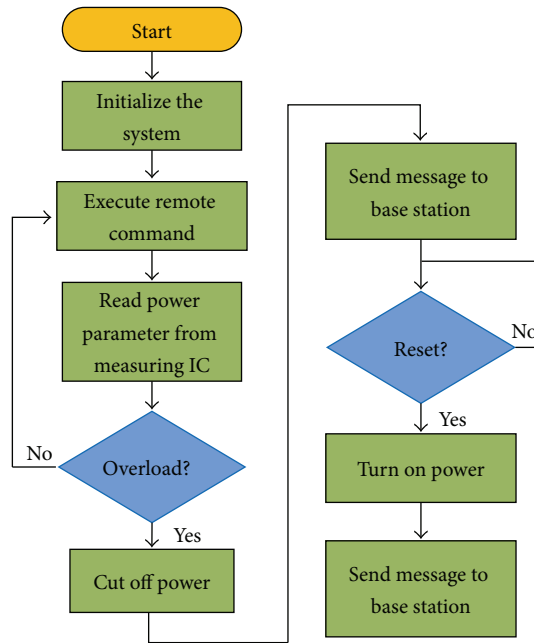 Start
Initialize the
system
Execute remote
command
Read power
parameter from
measuring IC
No
Overload?
Yes
Cut off power
Send message to
base station
Reset?
No
Yes
Turn on power
Send message to
base station